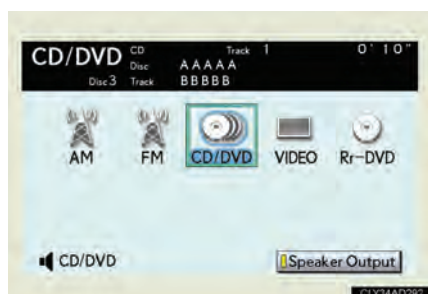 CD/DVD CD Track 1 0'10"
Disc AAAAA
Disc 3 Track BBBBB
AM FM CD/DVD VIDEO Rr-DVD
CD/DVD Speaker Output